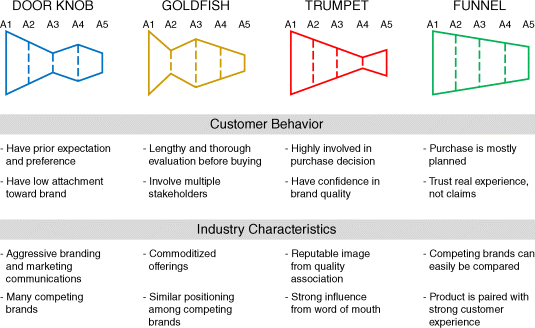 DOOR KNOB GOLDFISH TRUMPET FUNNEL
A1 A2 A3 A4 A5 A1 A2 A3 A4 A5 A1 A2 A3 A4 A5 A1 A2 A3 A4 A5
Customer Behavior
- Have prior expectation
and preference
- Have low attachment
toward brand
- Lengthy and thorough
evaluation before buying
- Involve multiple
stakeholders
- Highly involved in
purchase decision
- Have confidence in
brand quality
- Purchase is mostly
planned
- Trust real experience,
not claims
Industry Characteristics
- Aggressive branding
and marketing
communications
- Many competing
brands
- Commoditized
offerings
- Similar positioning
among competing
brands
- Reputable image
from quality
association
- Strong influence
from word of mouth
- Competing brands can
easily be compared
- Product is paired with
strong customer
experience